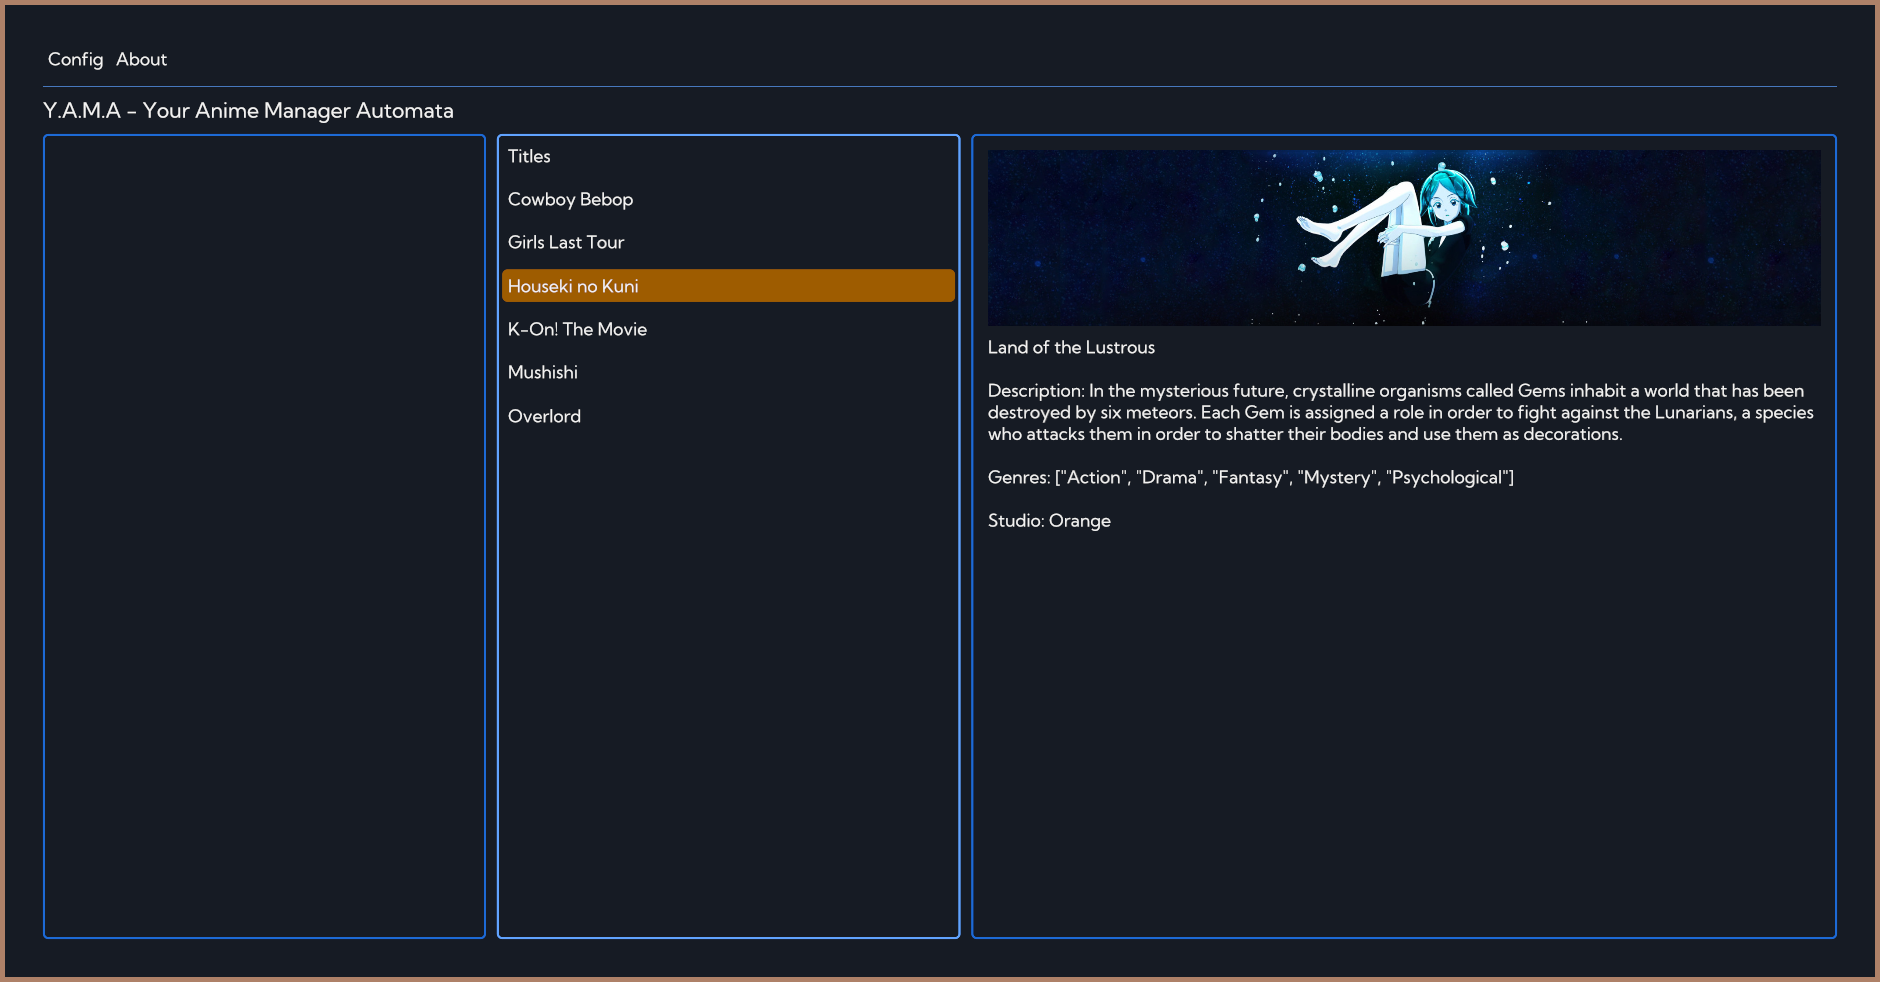 Config About
Y.A.M.A - Your Anime Manager Automata
Titles
Cowboy Bebop
Girls Last Tour
Houseki no Kuni
K-On! The Movie
Mushishi
Overlord
Land of the Lustrous
Description: In the mysterious future, crystalline organisms called Gems inhabit a world that has been
destroyed by six meteors. Each Gem is assigned a role in order to fight against the Lunarians, a species
who attacks them in order to shatter their bodies and use them as decorations.
Genres: ["Action", "Drama", "Fantasy", "Mystery", "Psychological"]
Studio: Orange